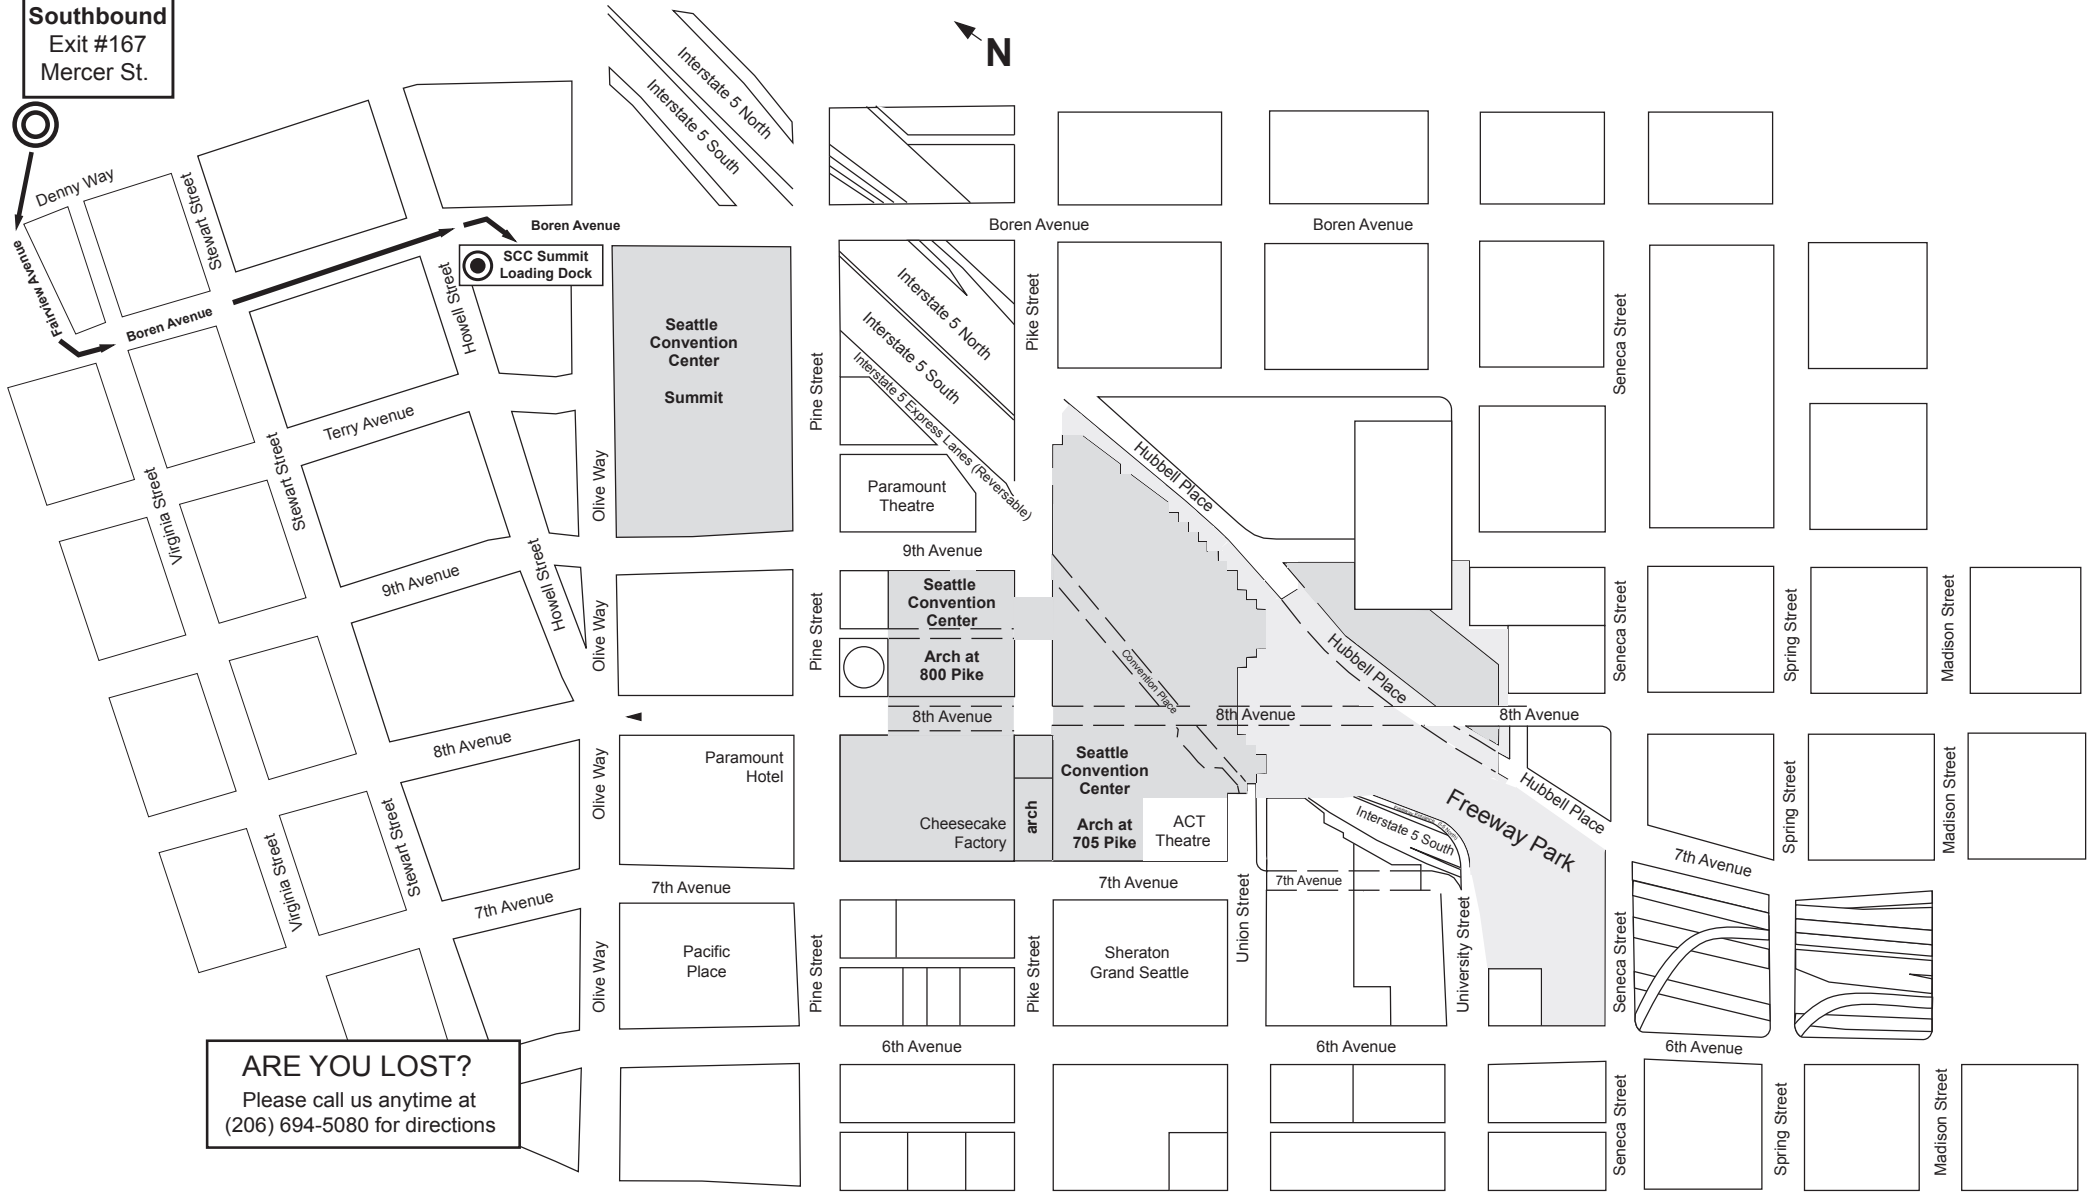 Southbound
Exit #167
Mercer St.
N
Interstate 5 North
Interstate 5 South
Denny Way
Stewart Street
Fairview Avenue
Boren Avenue
Boren Avenue
Boren Avenue
Boren Avenue
SCC Summit
Loading Dock
Howell Street
Seattle
Convention
Center
Summit
Pine Street
Interstate 5 North
Interstate 5 South
Interstate 5 Express Lanes (Reversable)
Pike Street
Seneca Street
Terry Avenue
Stewart Street
Virginia Street
Olive Way
Paramount
Theatre
Hubbell Place
9th Avenue
9th Avenue
Howell Street
Olive Way
Pine Street
Seattle
Convention
Center
Arch at
800 Pike
Convention Place
Hubbell Place
Seneca Street
Spring Street
Madison Street
8th Avenue
8th Avenue
8th Avenue
8th Avenue
Olive Way
Paramount
Hotel
Cheesecake
Factory
arch
Seattle
Convention
Center
Arch at
705 Pike
ACT
Theatre
Interstate 5 South
Freeway Park
Hubbell Place
Spring Street
Madison Street
Stewart Street
Virginia Street
7th Avenue
7th Avenue
7th Avenue
7th Avenue
7th Avenue
Olive Way
Pacific
Place
Pine Street
Pike Street
Sheraton
Grand Seattle
Union Street
University Street
Seneca Street
6th Avenue
6th Avenue
6th Avenue
ARE YOU LOST?
Please call us anytime at
(206) 694-5080 for directions
Seneca Street
Spring Street
Madison Street